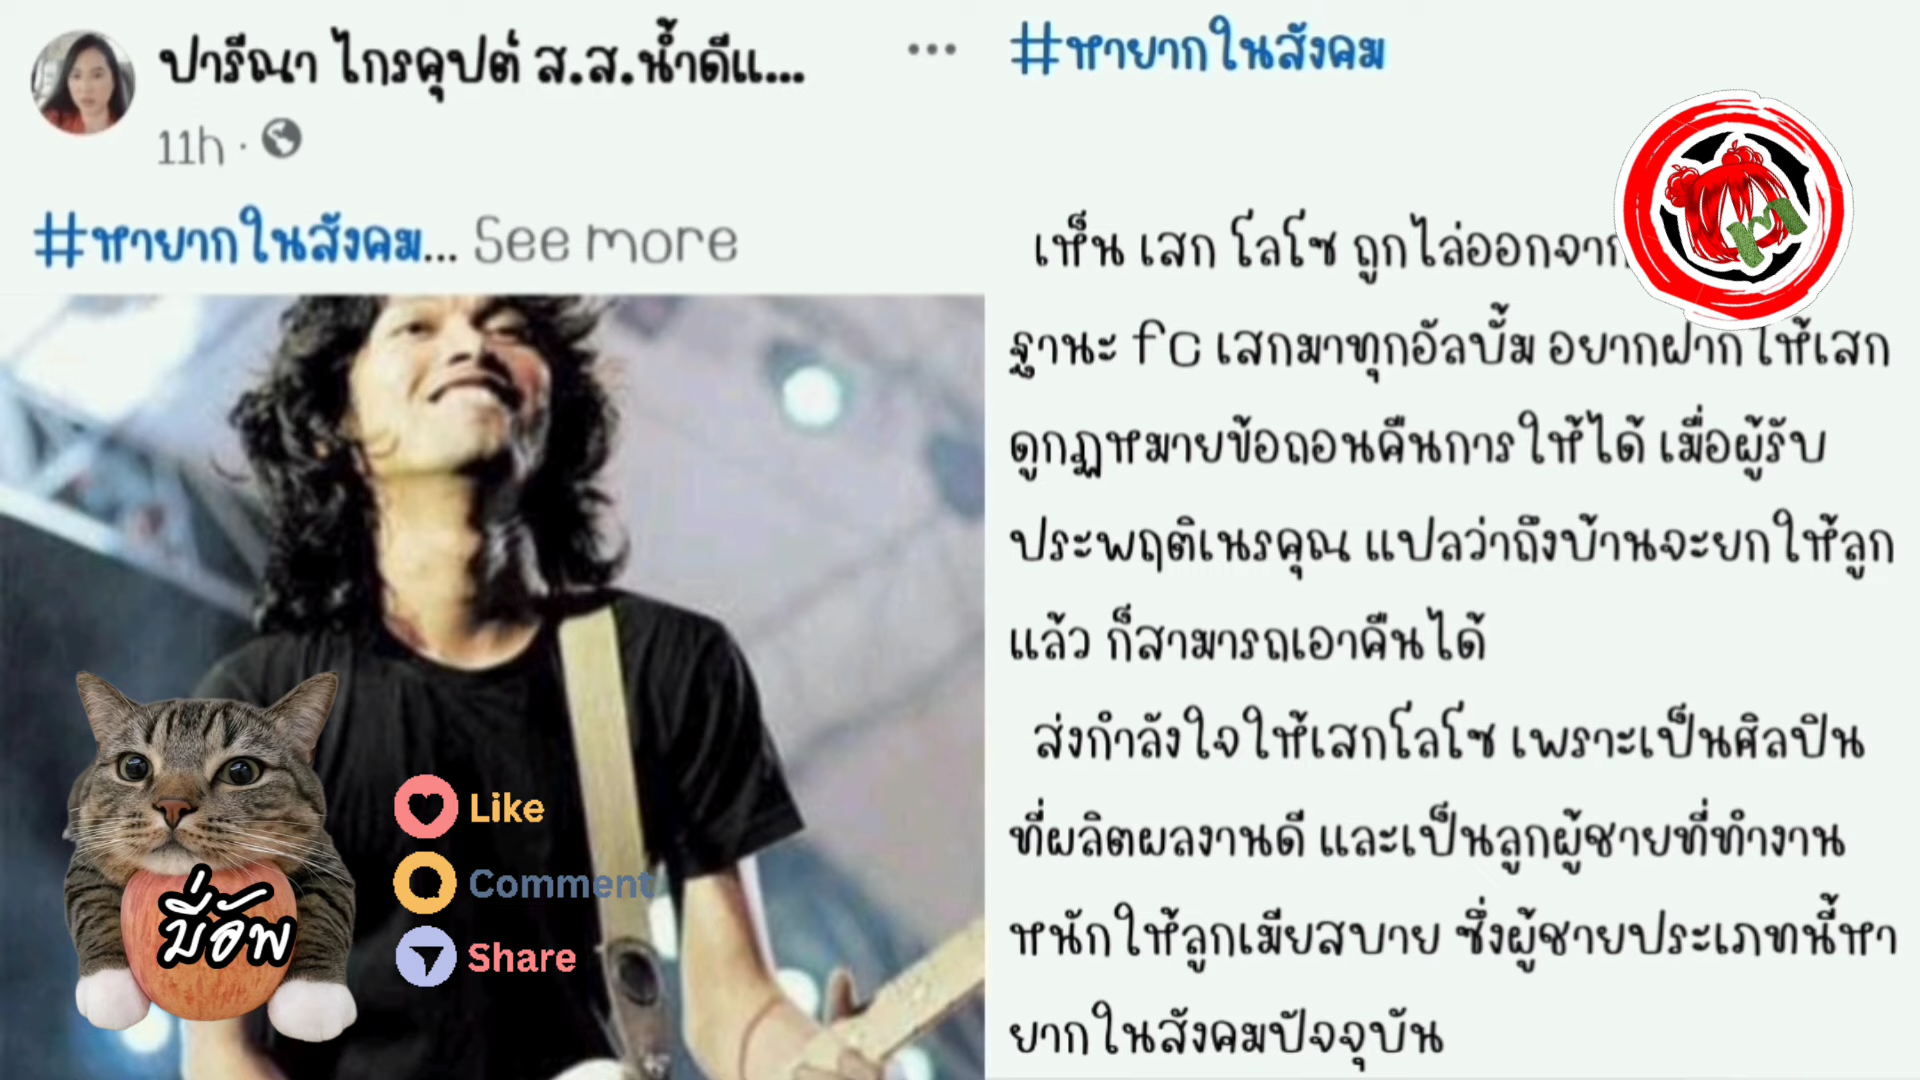 ปารีณา ไกรคุปต์ ส.ส.น้ำดีแ...
11h ·
#หายากในสังคม... See more
บี่อัพ
Like
Comment
Share
#หายากในสังคม
เห็น เสก โลโซ ถูกไล่ออกจาก
ฐานะ fc เสกมาทุกอัลบั้ม อยากฝากให้เสก
ดูกฏหมายข้อถอนคืนการให้ได้ เมื่อผู้รับ
ประพฤติเนรคุณ แปลว่าถึงบ้านจะยกให้ลูก
แล้ว ก็สามารถเอาคืนได้
ส่งกำลังใจให้เสกโลโซ เพราะเป็นศิลปิน
ที่ผลิตผลงานดี และเป็นลูกผู้ชายที่ทำงาน
หนักให้ลูกเมียสบาย ซึ่งผู้ชายประเภทนี้หา
ยากในสังคมปัจจุบัน